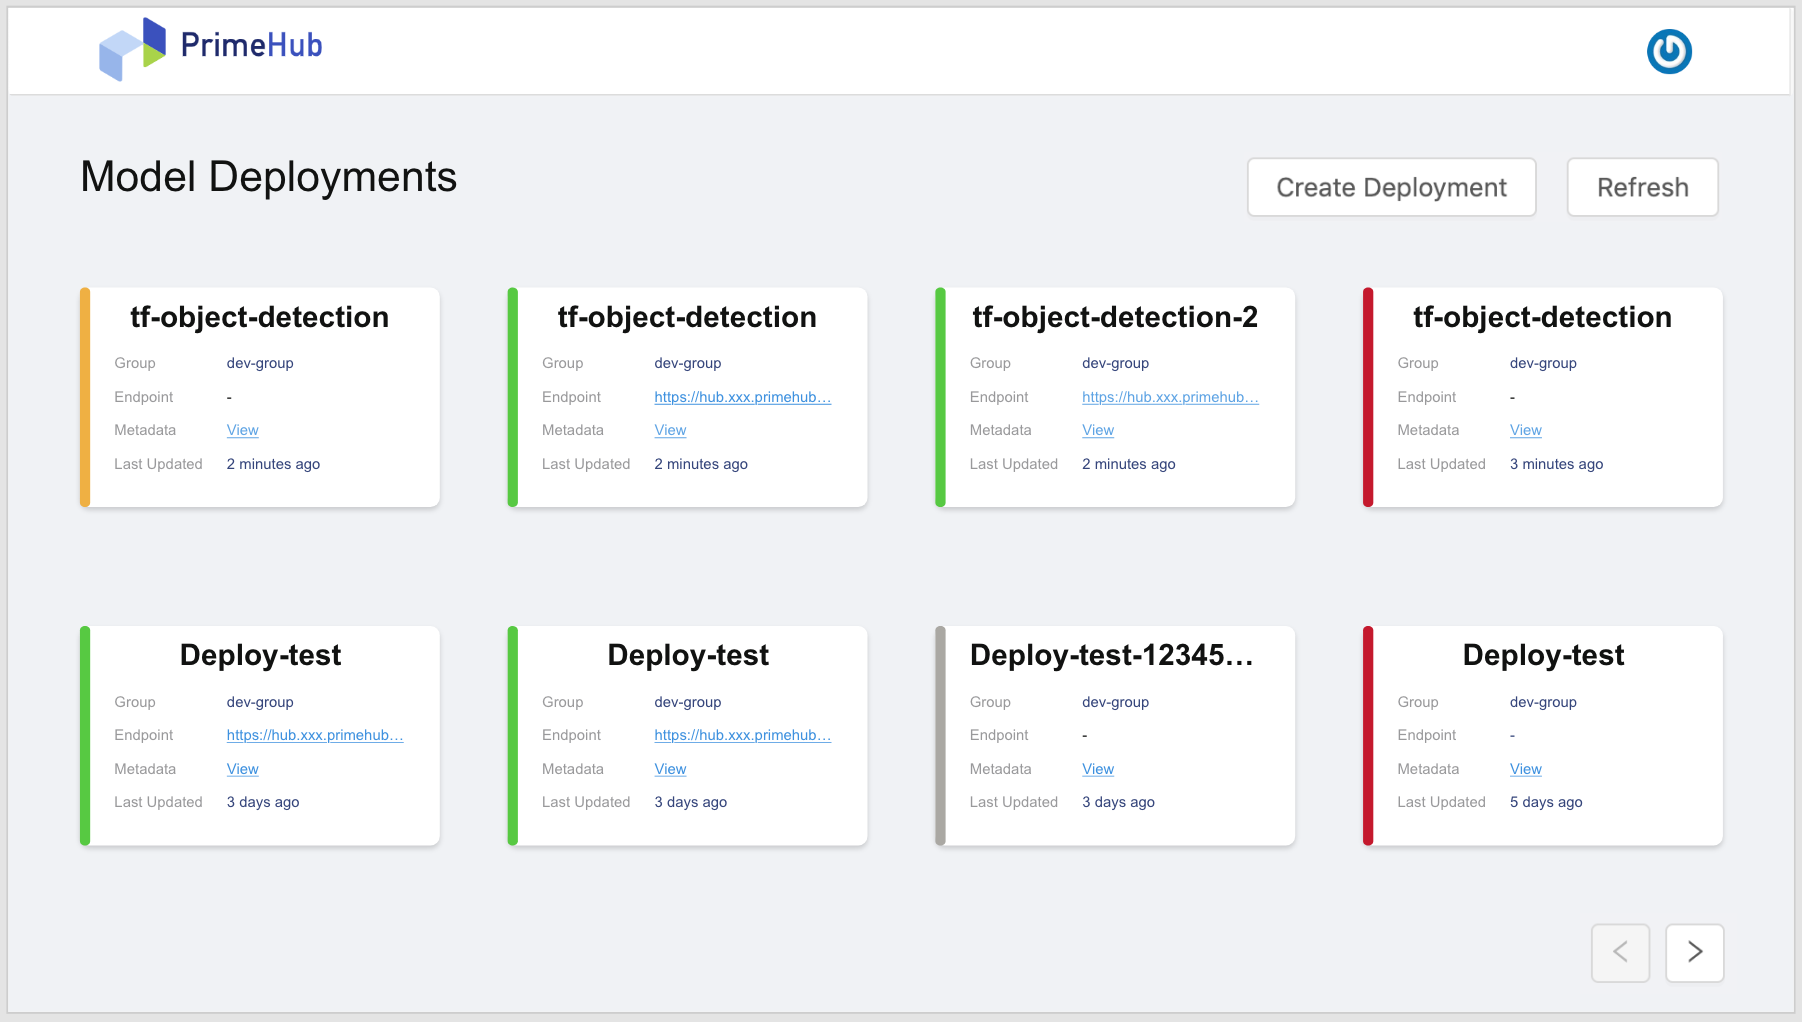 PrimeHub
Model Deployments
Create Deployment
Refresh
tf-object-detection
Group dev-group
Endpoint -
Metadata View
Last Updated 2 minutes ago
tf-object-detection
Group dev-group
Endpoint https://hub.xxx.primehub…
Metadata View
Last Updated 2 minutes ago
tf-object-detection-2
Group dev-group
Endpoint https://hub.xxx.primehub…
Metadata View
Last Updated 2 minutes ago
tf-object-detection
Group dev-group
Endpoint -
Metadata View
Last Updated 3 minutes ago
Deploy-test
Group dev-group
Endpoint https://hub.xxx.primehub…
Metadata View
Last Updated 3 days ago
Deploy-test
Group dev-group
Endpoint https://hub.xxx.primehub…
Metadata View
Last Updated 3 days ago
Deploy-test-12345…
Group dev-group
Endpoint -
Metadata View
Last Updated 3 days ago
Deploy-test
Group dev-group
Endpoint -
Metadata View
Last Updated 5 days ago